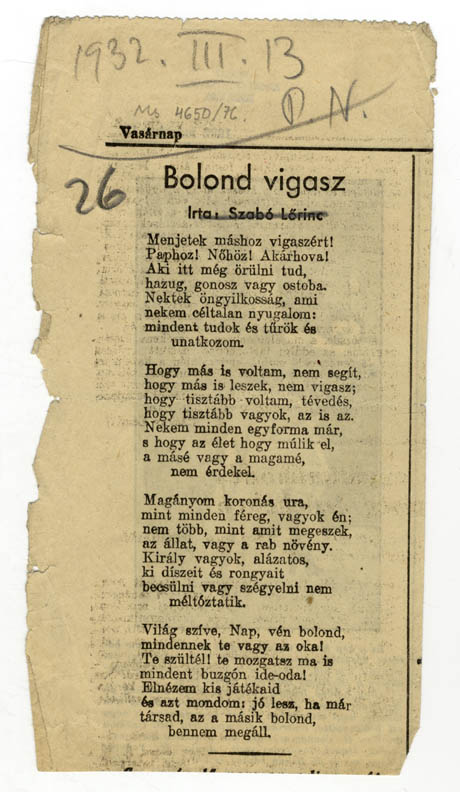 1932. III. 13
Ms 4650/76.
P. N.
Vasárnap
26
Bolond vigasz
Irta: Szabó Lőrinc
Menjetek máshoz vigaszért!
Paphoz! Nőhöz! Akárhova!
Aki itt még örülni tud,
hazug, gonosz vagy ostoba.
Nektek öngyilkosság, ami
nekem céltalan nyugalom:
mindent tudok és tűrök és
unatkozom.
Hogy más is voltam, nem segít,
hogy más is leszek, nem vigasz;
hogy tisztább voltam, tévedés,
hogy tisztább vagyok, az is az.
Nekem minden egyforma már,
s hogy az élet hogy múlik el,
a másé vagy a magamé,
nem érdekel.
Magányom koronás ura,
mint minden féreg, vagyok én;
nem több, mint amit megeszek,
az állat, vagy a rab növény.
Király vagyok, alázatos,
ki díszeit és rongyait
becsülni vagy szégyelni nem
méltóztatik.
Világ szíve, Nap, vén bolond,
mindennek te vagy az oka!
Te szültél! te mozgatsz ma is
mindent buzgón ide-oda!
Elnézem kis játékaid
és azt mondom: jó lesz, ha már
társad, az a másik bolond,
bennem megáll.